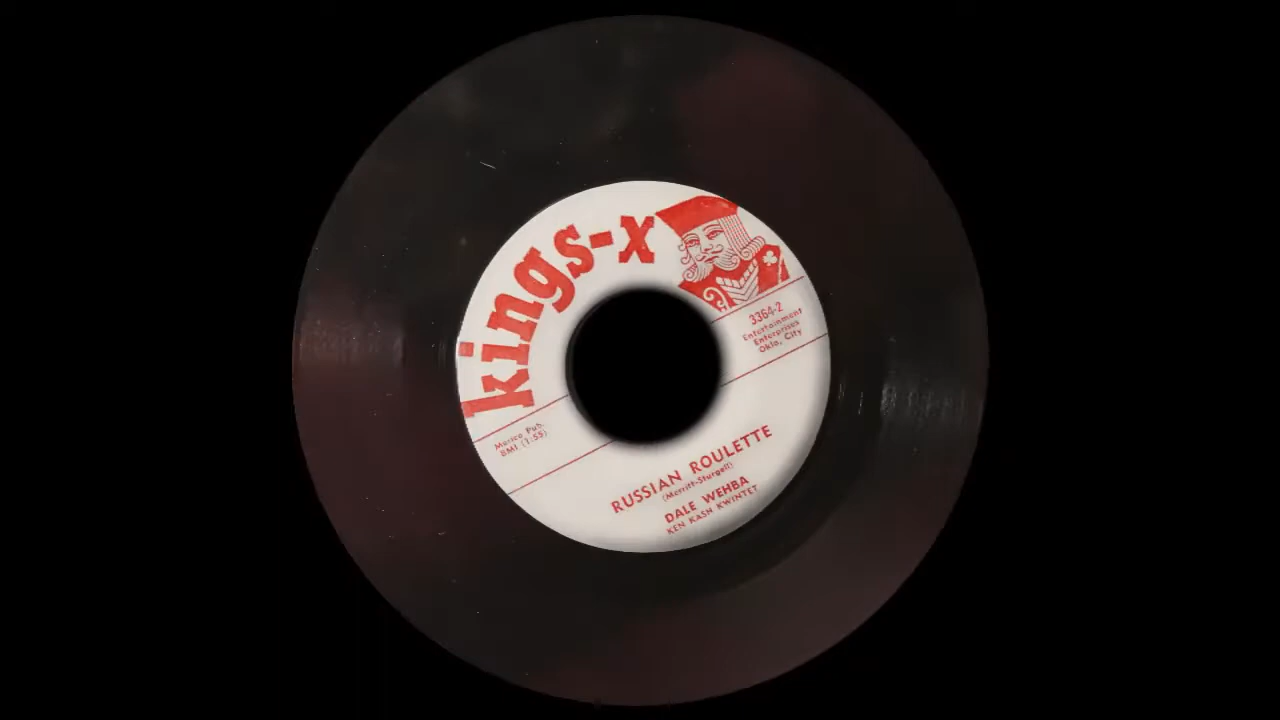 kings-x
3364-2
Entertainment
Enterprises
Okla. City
Merico Pub.
BMI (1:55)
RUSSIAN ROULETTE
(Merritt-Sturgell)
DALE WEHBA
KEN KASH KWINTET